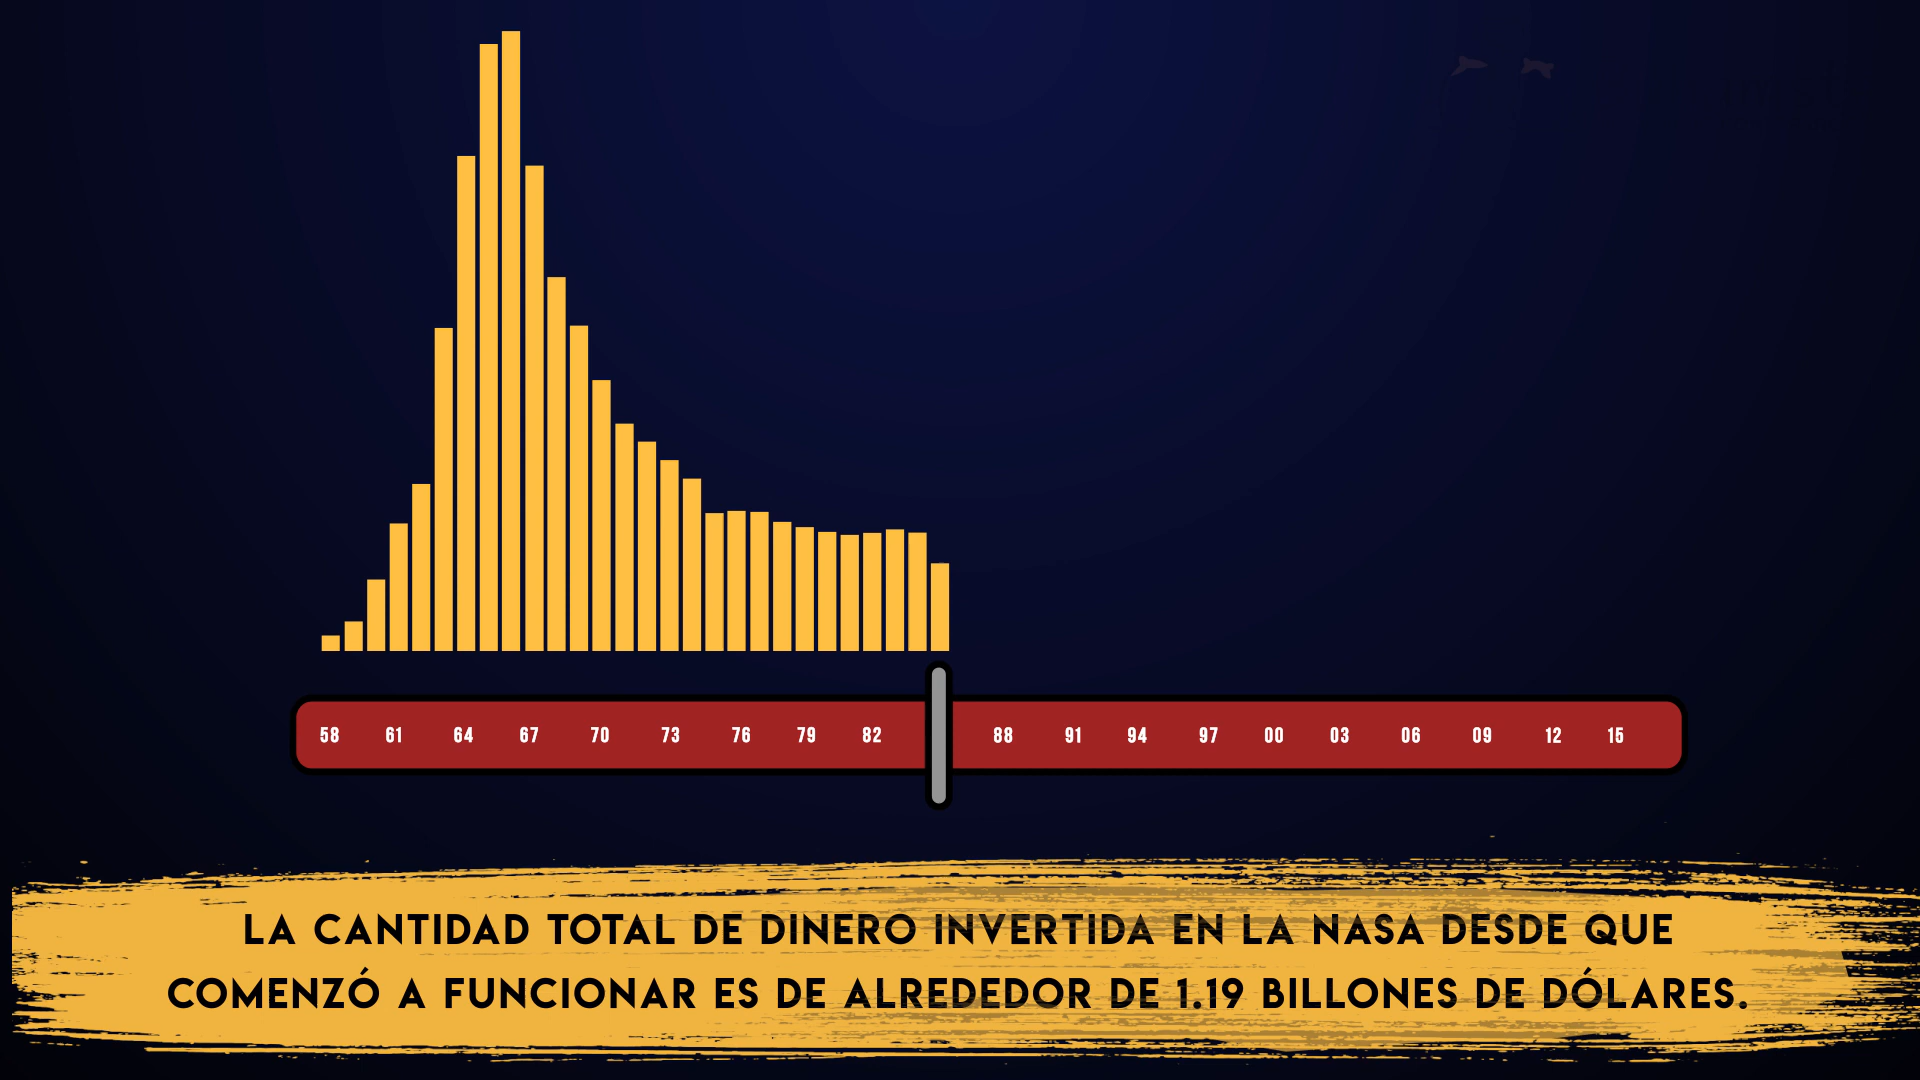 58 61 64 67 70 73 76 79 82 88 91 94 97 00 03 06 09 12 15
LA CANTIDAD TOTAL DE DINERO INVERTIDA EN LA NASA DESDE QUE
COMENZÓ A FUNCIONAR ES DE ALREDEDOR DE 1.19 BILLONES DE DÓLARES.